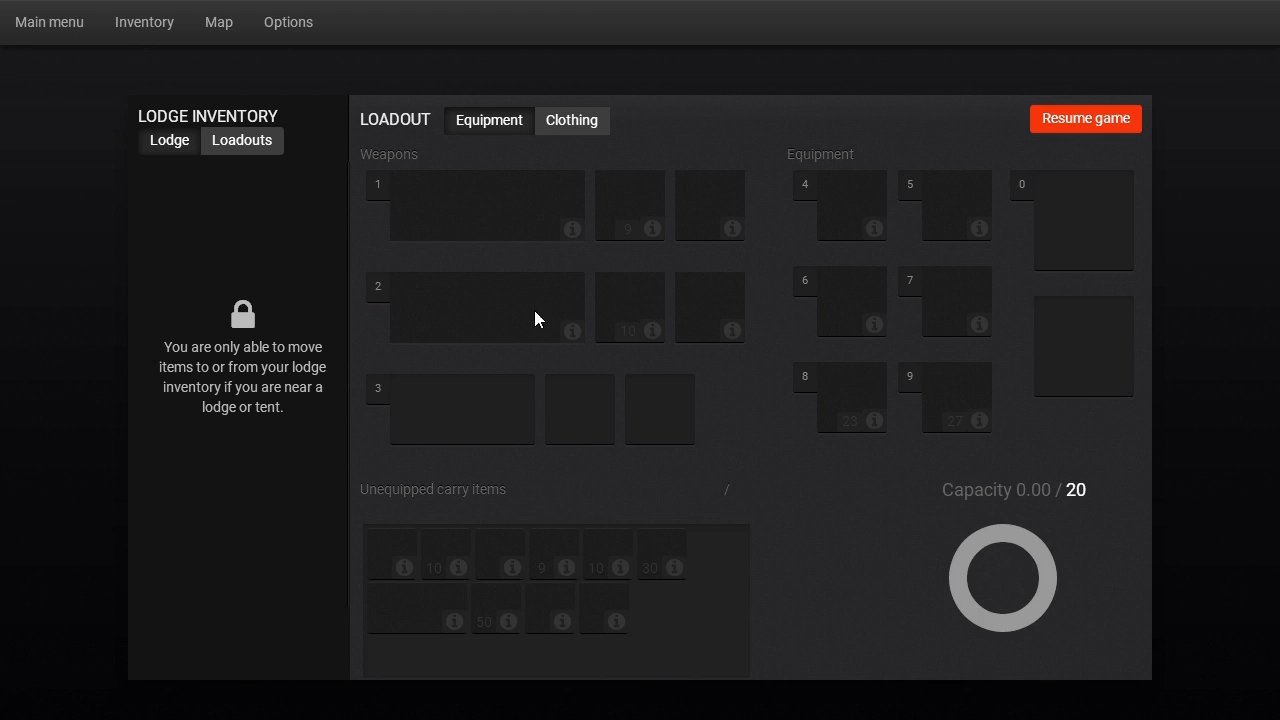 Main menu
Inventory
Map
Options
LODGE INVENTORY
Lodge
Loadouts
You are only able to move
items to or from your lodge
inventory if you are near a
lodge or tent.
LOADOUT
Equipment
Clothing
Resume game
Weapons
1
9
2
10
3
Equipment
4
5
0
6
7
8
23
9
27
Unequipped carry items
/
10
9
10
30
50
Capacity 0.00 / 20